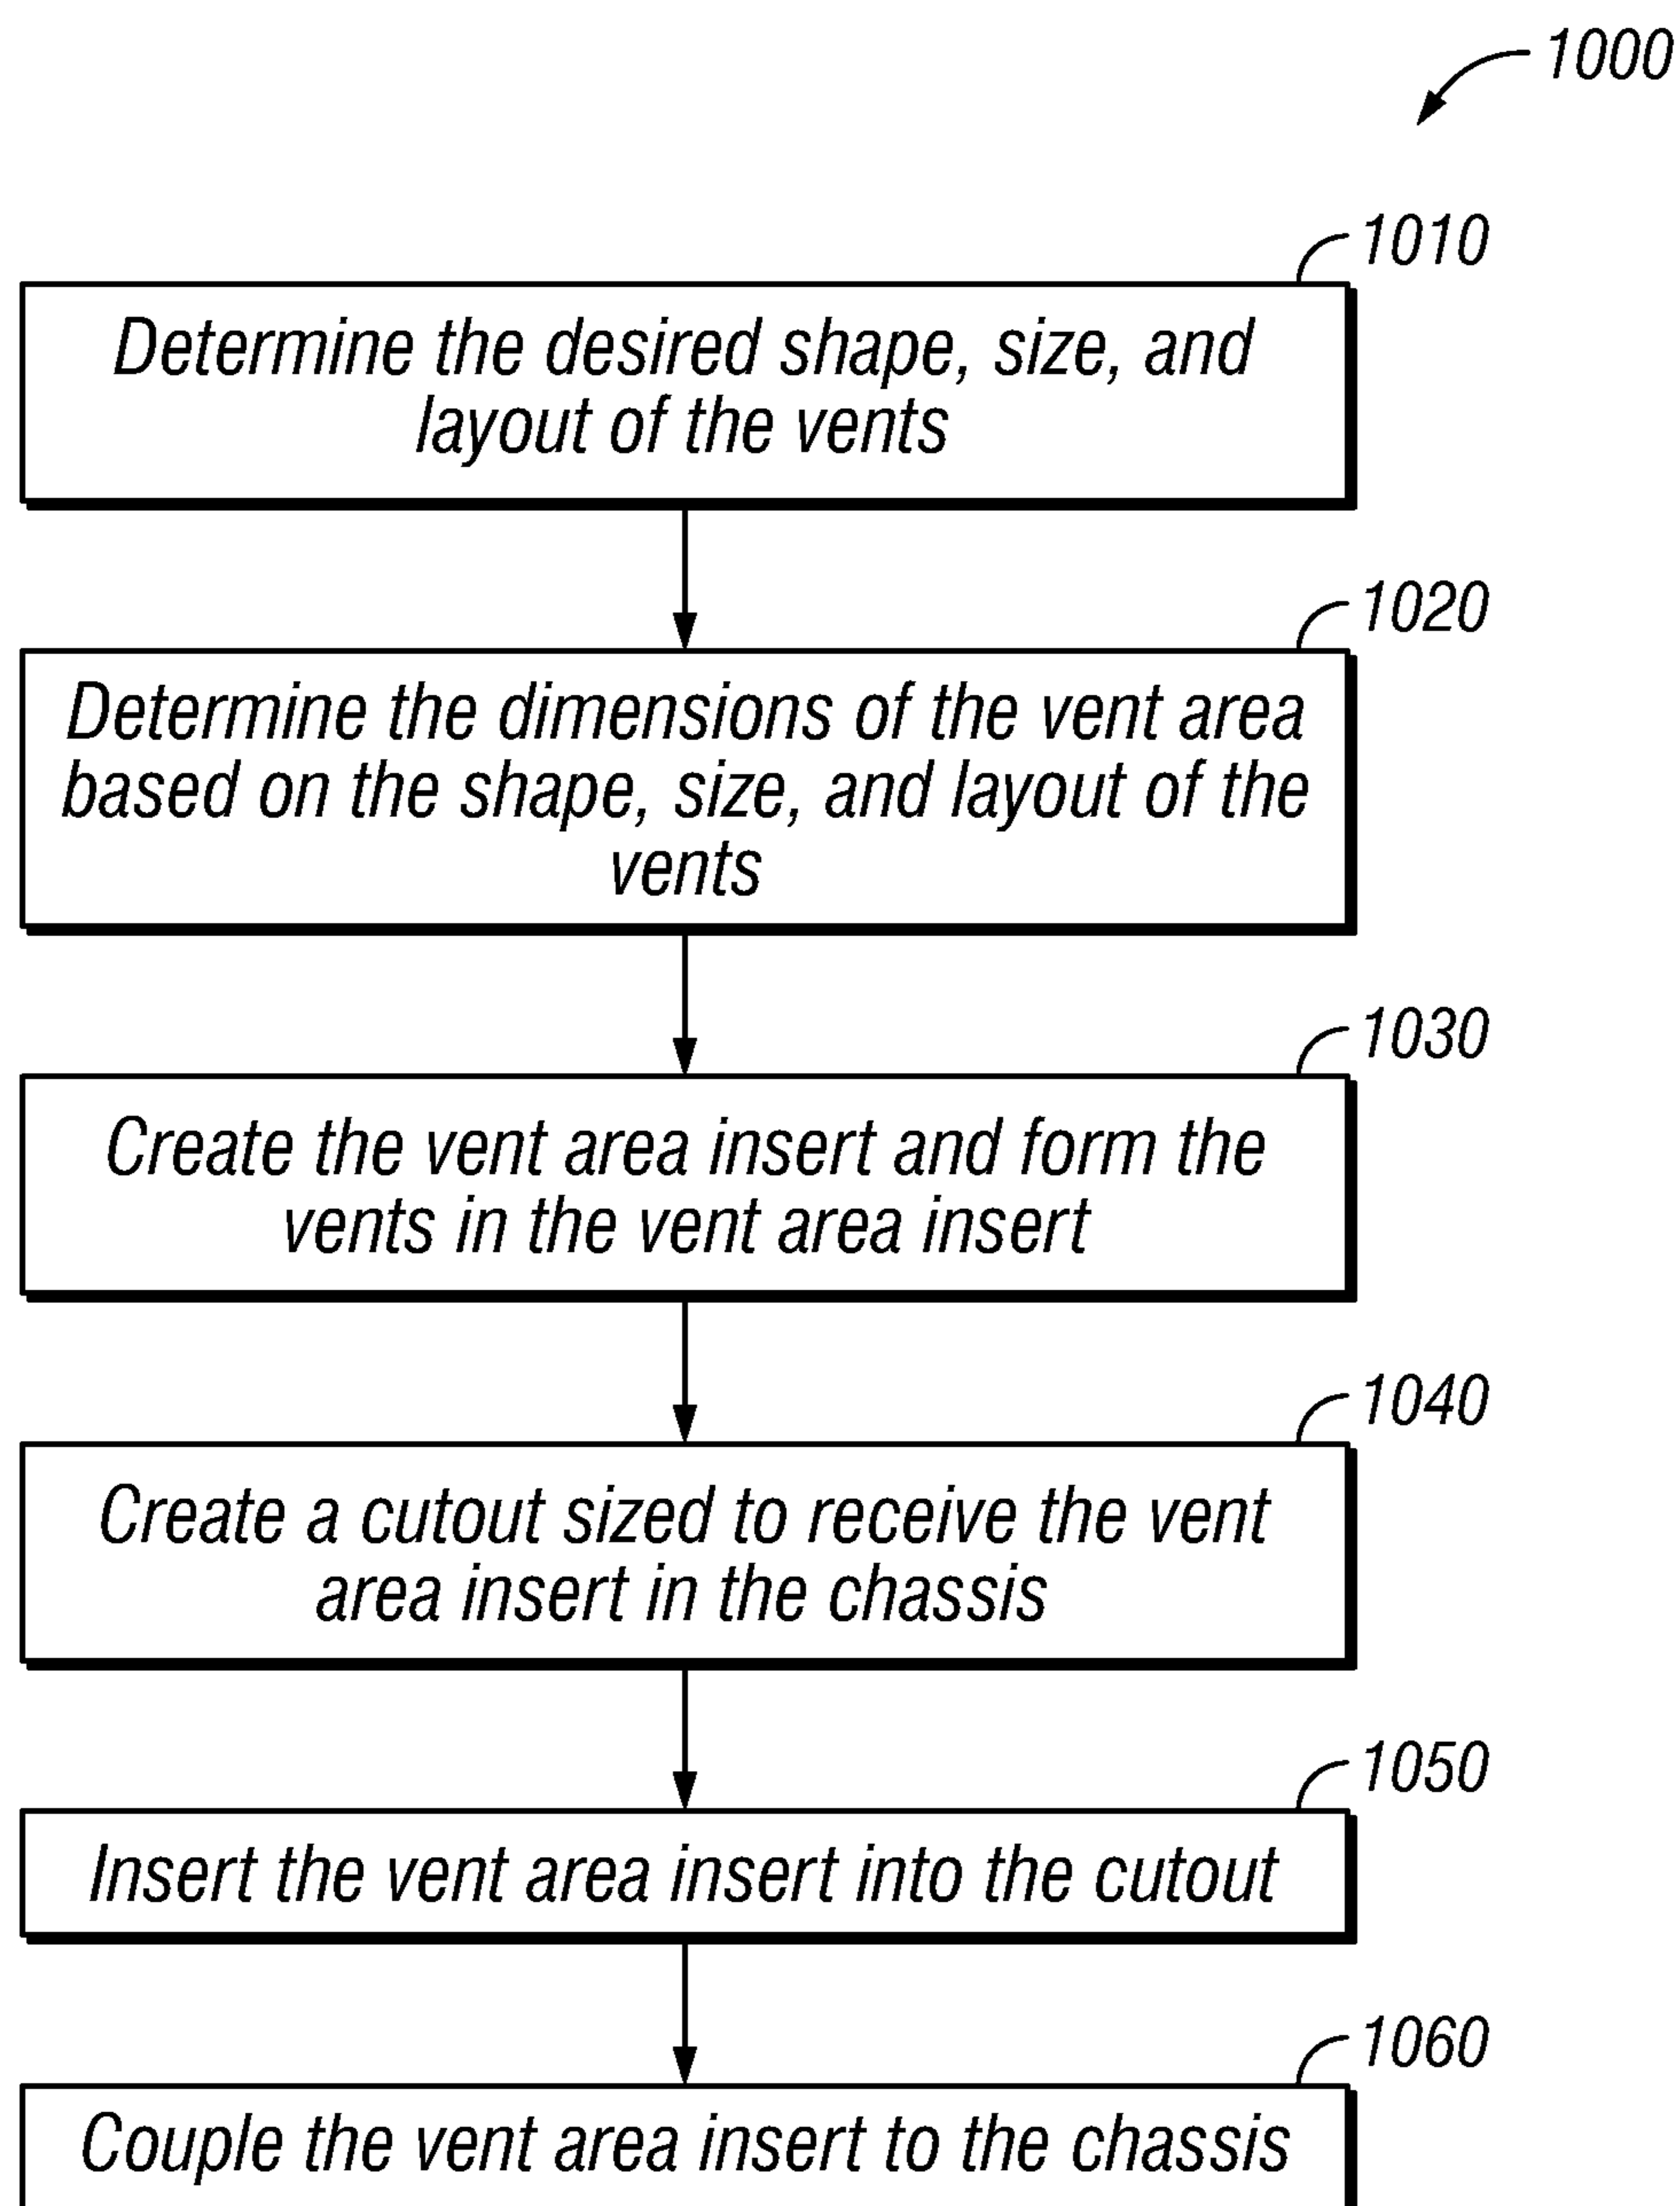 1000
1010
Determine the desired shape, size, and
layout of the vents
1020
Determine the dimensions of the vent area
based on the shape, size, and layout of the
vents
1030
Create the vent area insert and form the
vents in the vent area insert
1040
Create a cutout sized to receive the vent
area insert in the chassis
1050
Insert the vent area insert into the cutout
1060
Couple the vent area insert to the chassis